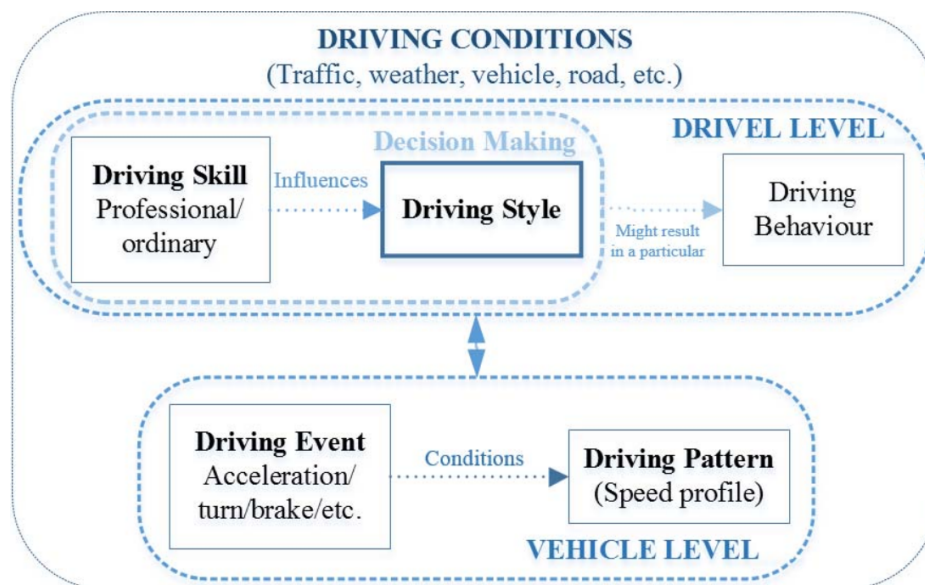 DRIVING CONDITIONS
(Traffic, weather, vehicle, road, etc.)
DRIVEL LEVEL
Decision Making
Driving Skill
Professional/
ordinary
Influences
Driving Style
Might result
in a particular
Driving
Behaviour
Driving Event
Acceleration/
turn/brake/etc.
Conditions
Driving Pattern
(Speed profile)
VEHICLE LEVEL